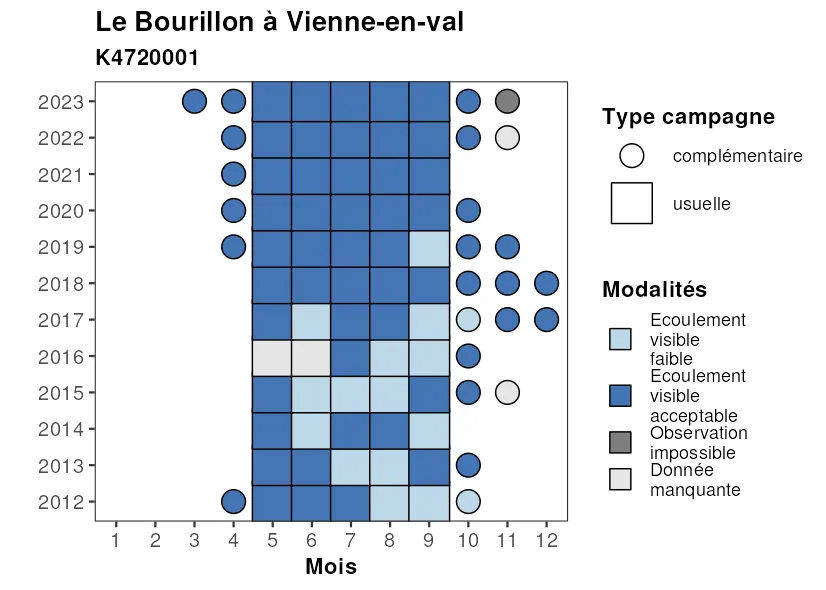 Le Bourillon à Vienne-en-val
K4720001
2023
2022
2021
2020
2019
2018
2017
2016
2015
2014
2013
2012
1 2 3 4 5 6 7 8 9 10 11 12
Mois
Type campagne
complémentaire
usuelle
Modalités
Ecoulement
visible
faible
Ecoulement
visible
acceptable
Observation
impossible
Donnée
manquante